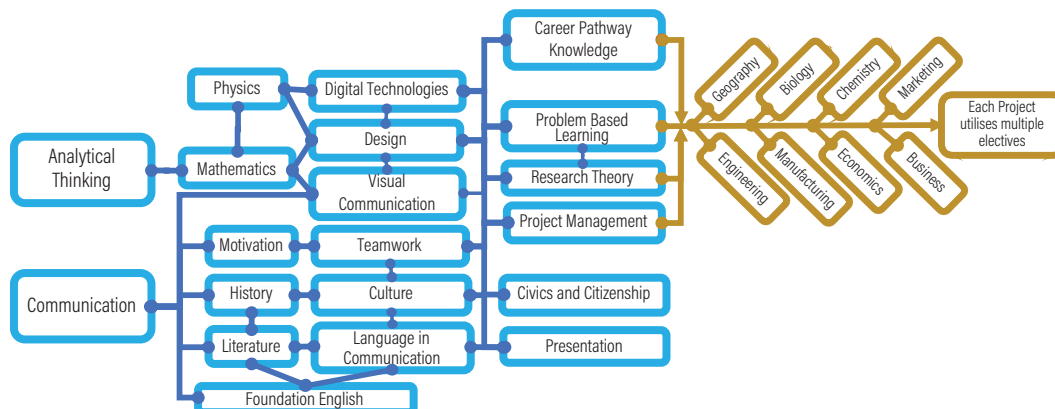 Analytical
Thinking
Communication
Physics
Mathematics
Motivation
History
Literature
Foundation English
Digital Technologies
Design
Visual
Communication
Teamwork
Culture
Language in
Communication
Career Pathway
Knowledge
Problem Based
Learning
Research Theory
Project Management
Civics and Citizenship
Presentation
Geography
Biology
Chemistry
Marketing
Engineering
Manufacturing
Economics
Business
Each Project
utilises multiple
electives